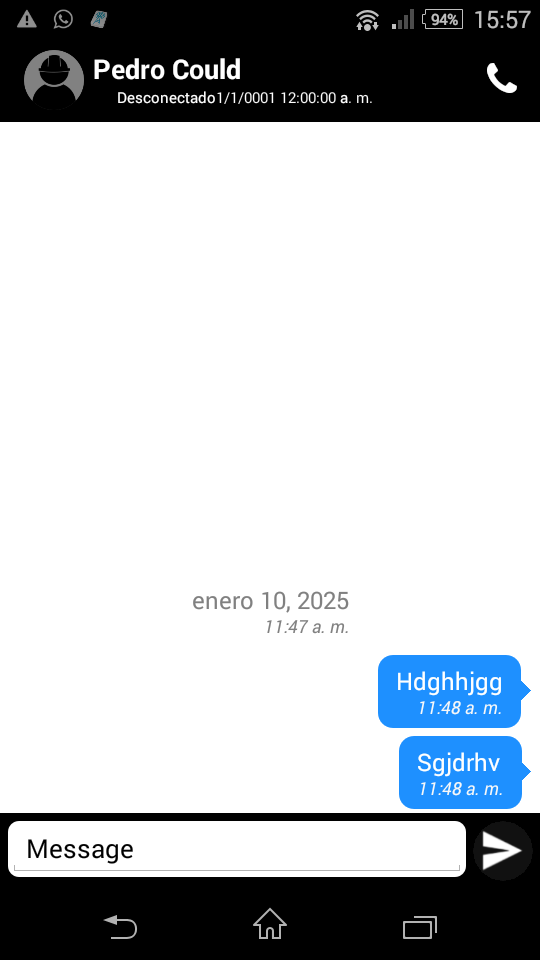 94% 15:57
Pedro Could
Desconectado1/1/0001 12:00:00 a. m.
enero 10, 2025
11:47 a. m.
Hdghhjgg
11:48 a. m.
Sgjdrhv
11:48 a. m.
Message